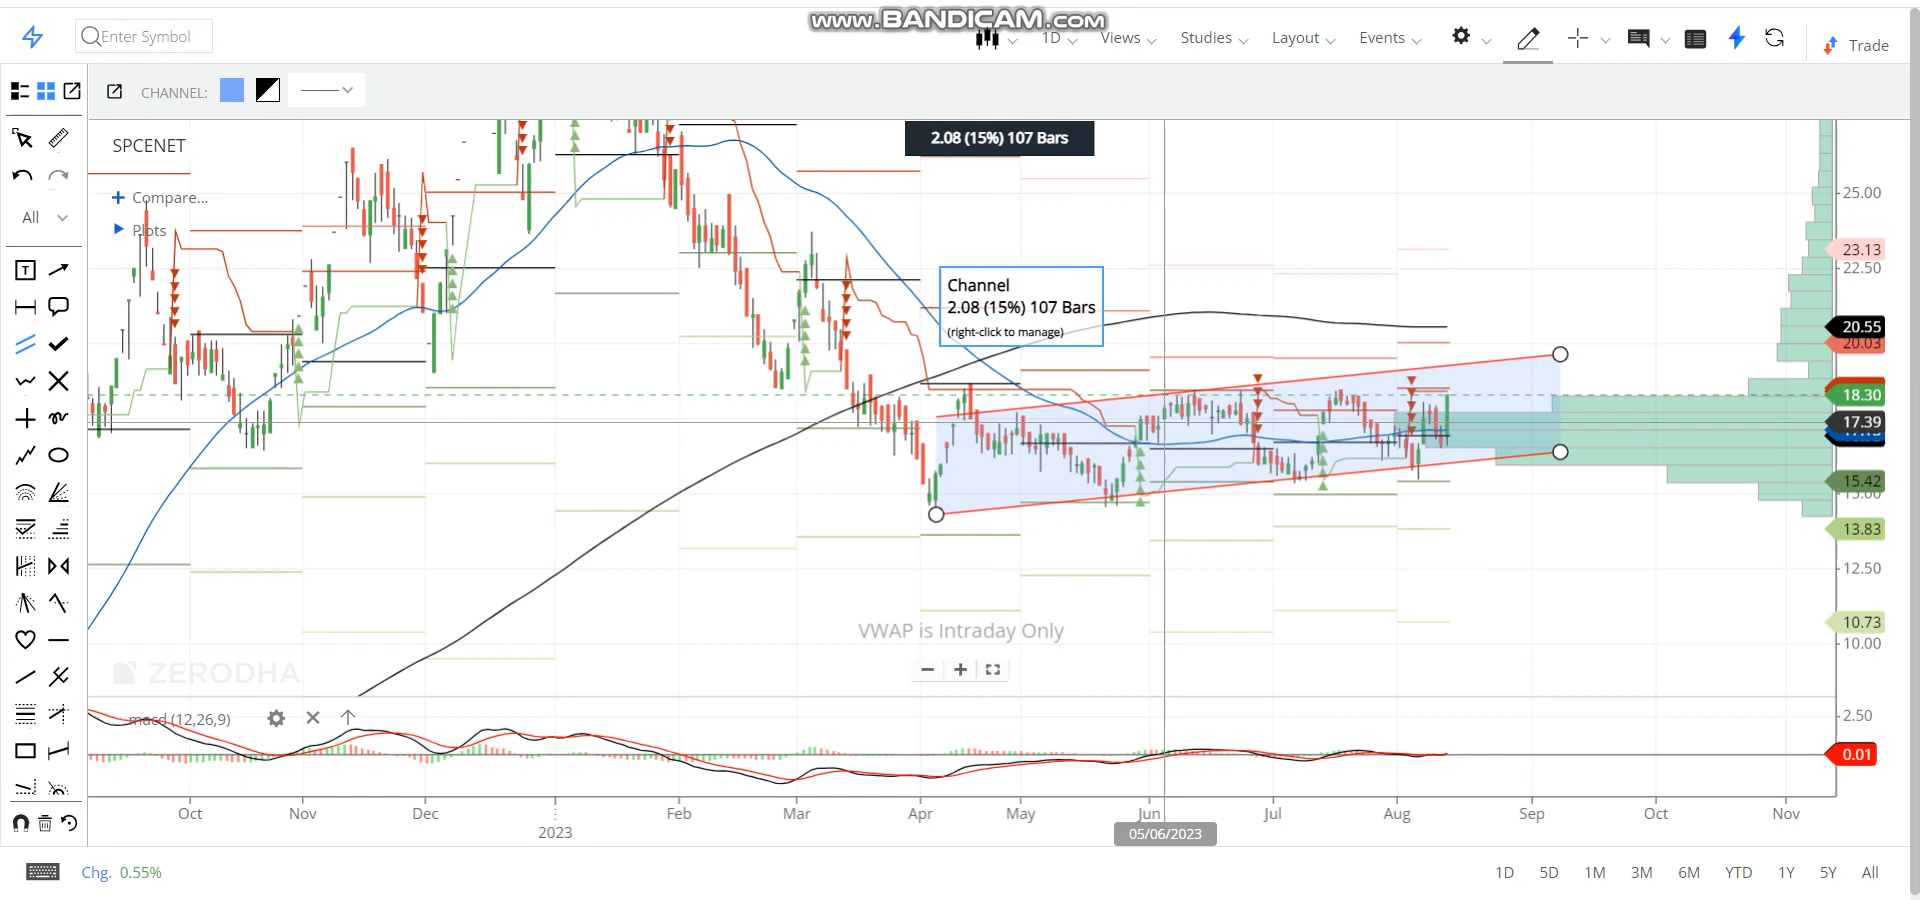 www.BANDICAM.com
Enter Symbol
1D Views Studies Layout Events Trade
CHANNEL:
SPCENET
2.08 (15%) 107 Bars
Compare...
Plots
Channel
2.08 (15%) 107 Bars
(right-click to manage)
All
T
25.00
23.13
22.50
20.55
20.03
18.30
17.39
15.42
15.00
13.83
12.50
10.73
10.00
VWAP is Intraday Only
ZERODHA
macd (12,26,9)
2.50
0.01
Oct Nov Dec 2023 Feb Mar Apr May Jun Jul Aug Sep Oct Nov
05/06/2023
Chg. 0.55%
1D 5D 1M 3M 6M YTD 1Y 5Y All